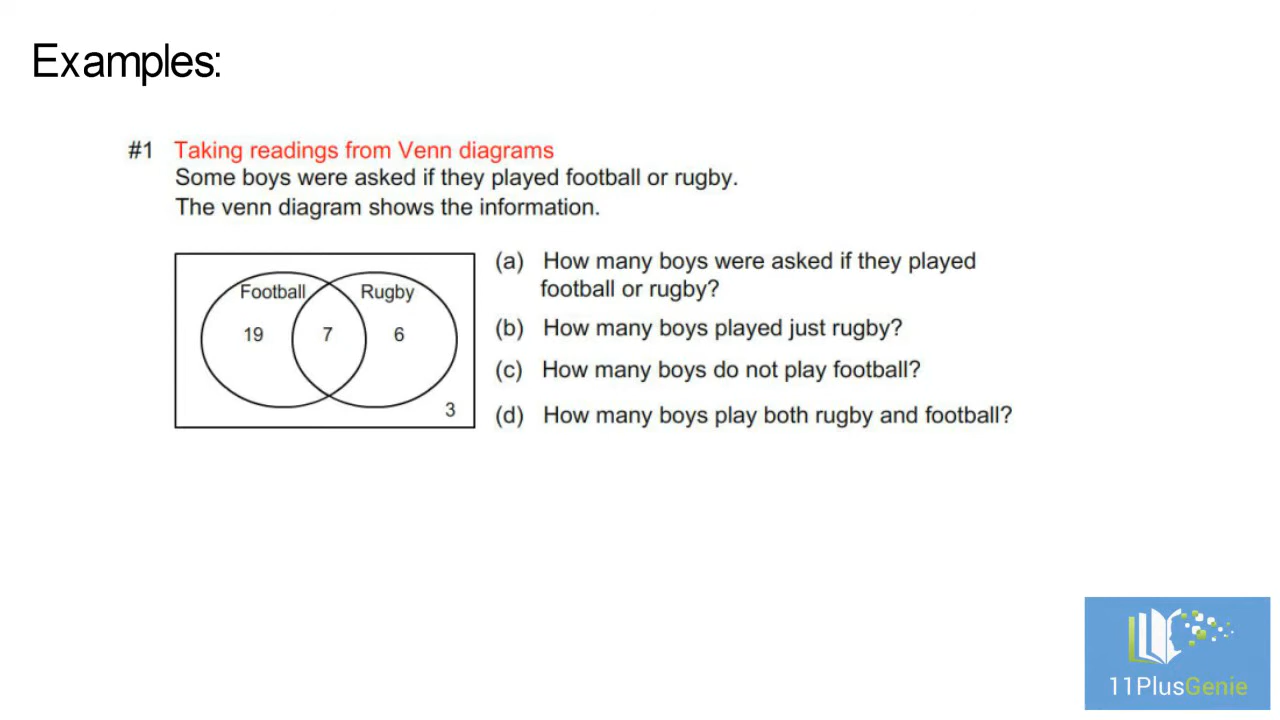 Examples:
#1 Taking readings from Venn diagrams
Some boys were asked if they played football or rugby.
The venn diagram shows the information.
Football Rugby
19 7 6
3
(a) How many boys were asked if they played
football or rugby?
(b) How many boys played just rugby?
(c) How many boys do not play football?
(d) How many boys play both rugby and football?
11PlusGenie